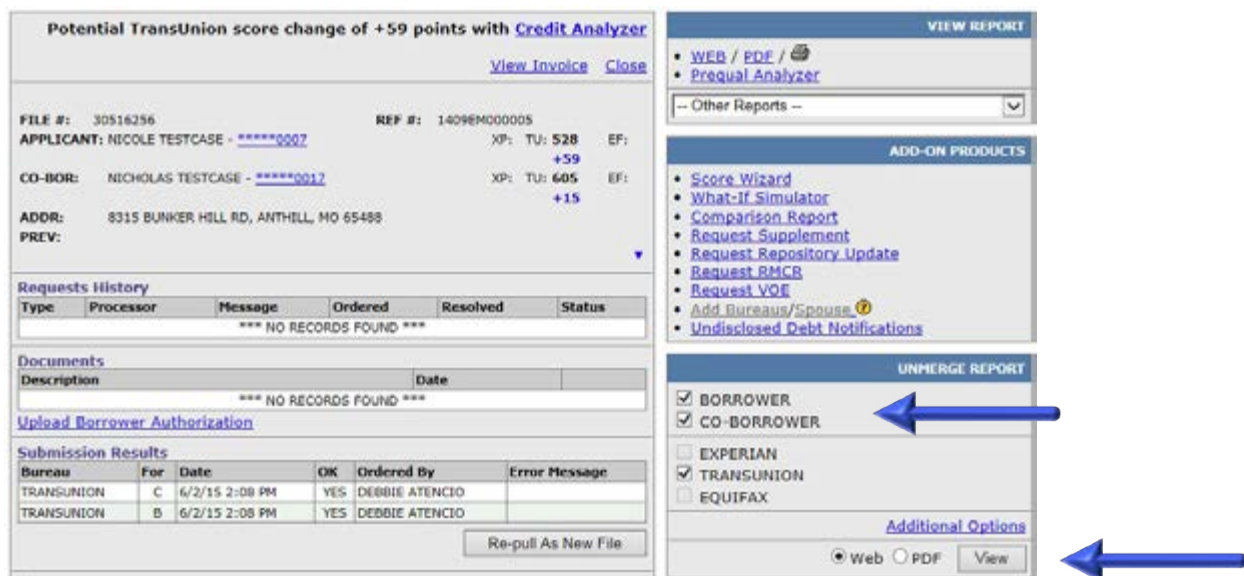 Potential TransUnion score change of +59 points with Credit Analyzer
View Invoice Close
FILE #: 30516256 REF #: 1409EM000005
APPLICANT: NICOLE TESTCASE - *****0007 XP: TU: 528 EF:
+59
CO-BOR: NICHOLAS TESTCASE - *****0017 XP: TU: 605 EF:
+15
ADDR: 8315 BUNKER HILL RD, ANTHILL, MO 65488
PREV:
Requests History
Type Processor Message Ordered Resolved Status
*** NO RECORDS FOUND ***
Documents
Description Date
*** NO RECORDS FOUND ***
Upload Borrower Authorization
Submission Results
Bureau For Date OK Ordered By Error Message
TRANSUNION C 6/2/15 2:08 PM YES DEBBIE ATENCIO
TRANSUNION B 6/2/15 2:08 PM YES DEBBIE ATENCIO
Re-pull As New File
VIEW REPORT
• WEB / PDF /
• Prequal Analyzer
-- Other Reports --
ADD-ON PRODUCTS
• Score Wizard
• What-If Simulator
• Comparison Report
• Request Supplement
• Request Repository Update
• Request RMCR
• Request VOE
• Add Bureaus/Spouse ?
• Undisclosed Debt Notifications
UNMERGE REPORT
BORROWER
CO-BORROWER
EXPERIAN
TRANSUNION
EQUIFAX
Additional Options
Web PDF View